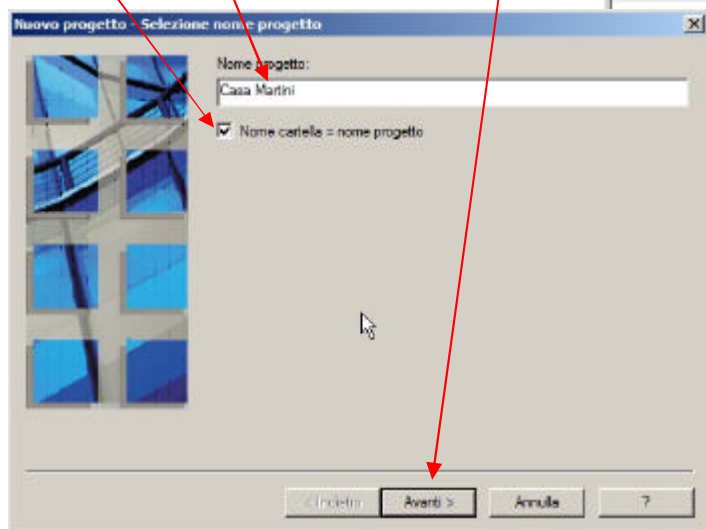 Nuovo progetto - Selezione nome progetto
Nome progetto:
Casa Martini
Nome cartella = nome progetto
< Indietro Avanti > Annulla ?